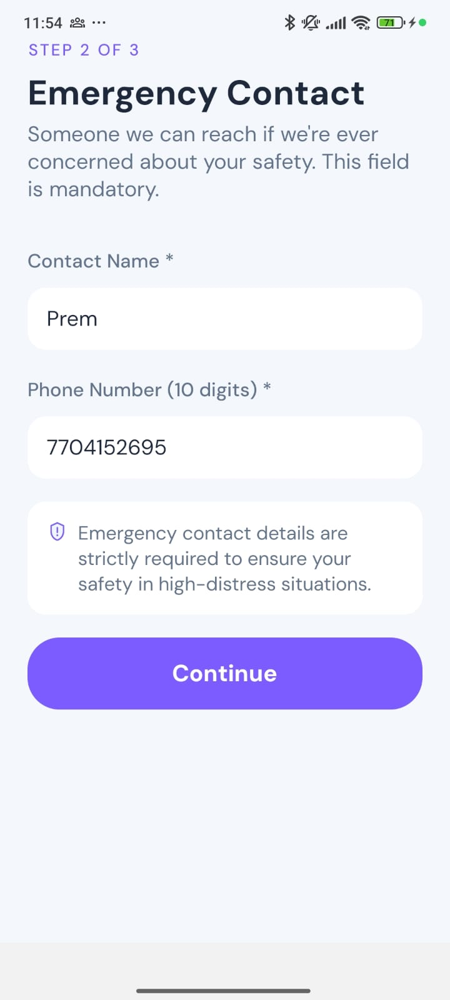 11:54
71
STEP 2 OF 3
Emergency Contact
Someone we can reach if we're ever
concerned about your safety. This field
is mandatory.
Contact Name *
Prem
Phone Number (10 digits) *
7704152695
Emergency contact details are
strictly required to ensure your
safety in high-distress situations.
Continue